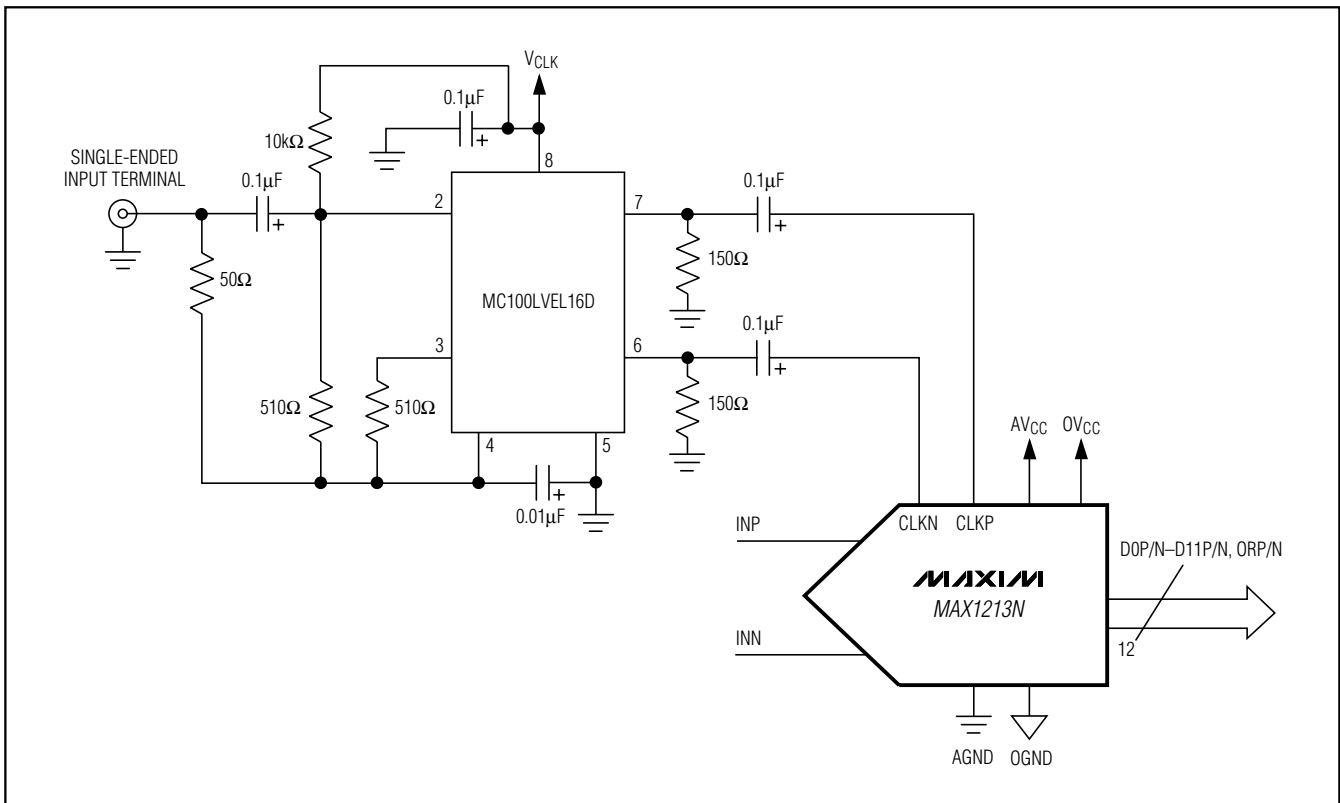 VCLK
0.1μF
10kΩ
SINGLE-ENDED
INPUT TERMINAL
0.1μF
+
8
0.1μF
+
2
7
0.1μF
+
50Ω
150Ω
MC100LVEL16D
3
6
0.1μF
+
510Ω
510Ω
150Ω
4
5
+
0.01μF
AVCC
OVCC
INP
CLKN
CLKP
D0P/N–D11P/N, ORP/N
MAXIM
MAX1213N
INN
12
AGND
OGND